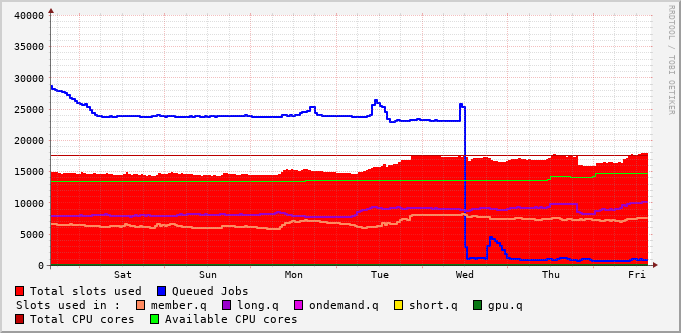 40000
35000
30000
25000
20000
15000
10000
5000
0
Sat Sun Mon Tue Wed Thu Fri
RRDTOOL / TOBI OETIKER
Total slots used Queued Jobs
Slots used in : member.q long.q ondemand.q short.q gpu.q
Total CPU cores Available CPU cores